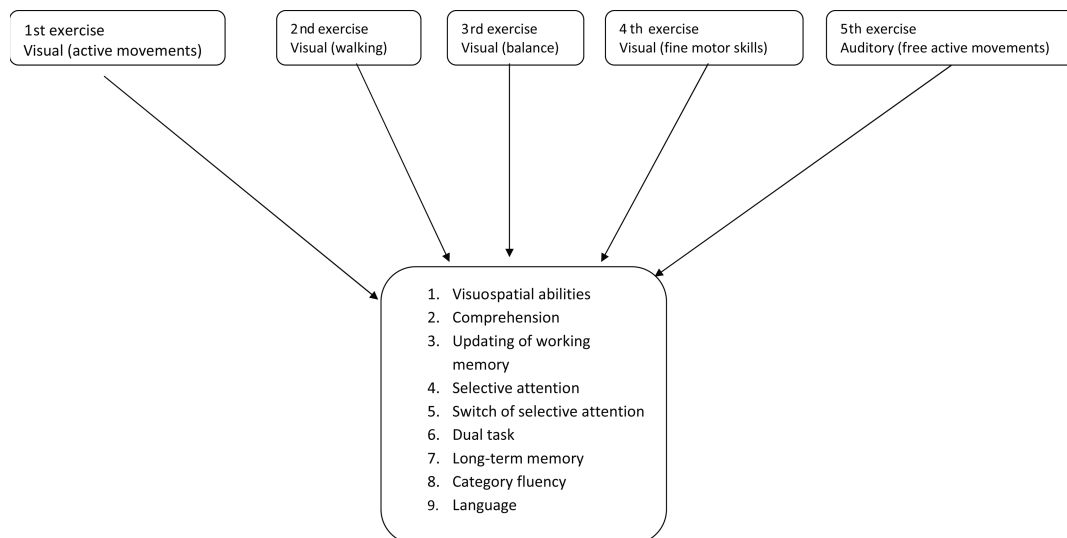 1st exercise
Visual (active movements)
2nd exercise
Visual (walking)
3rd exercise
Visual (balance)
4th exercise
Visual (fine motor skills)
5th exercise
Auditory (free active movements)
1. Visuospatial abilities
2. Comprehension
3. Updating of working
memory
4. Selective attention
5. Switch of selective attention
6. Dual task
7. Long-term memory
8. Category fluency
9. Language